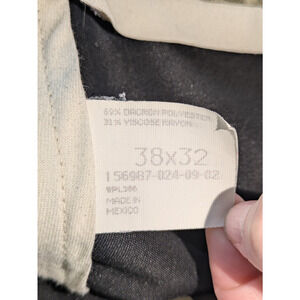 69% DACRON POLYESTER
31% VISCOSE RAYON
38x32
156987-024-09-02
WPL386
MADE IN
MEXICO